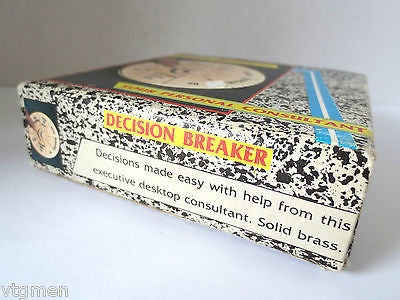 YOUR PERSONAL CONSULTANT
DECISION BREAKER
Decisions made easy with help from this
executive desktop consultant. Solid brass.
vtgmen